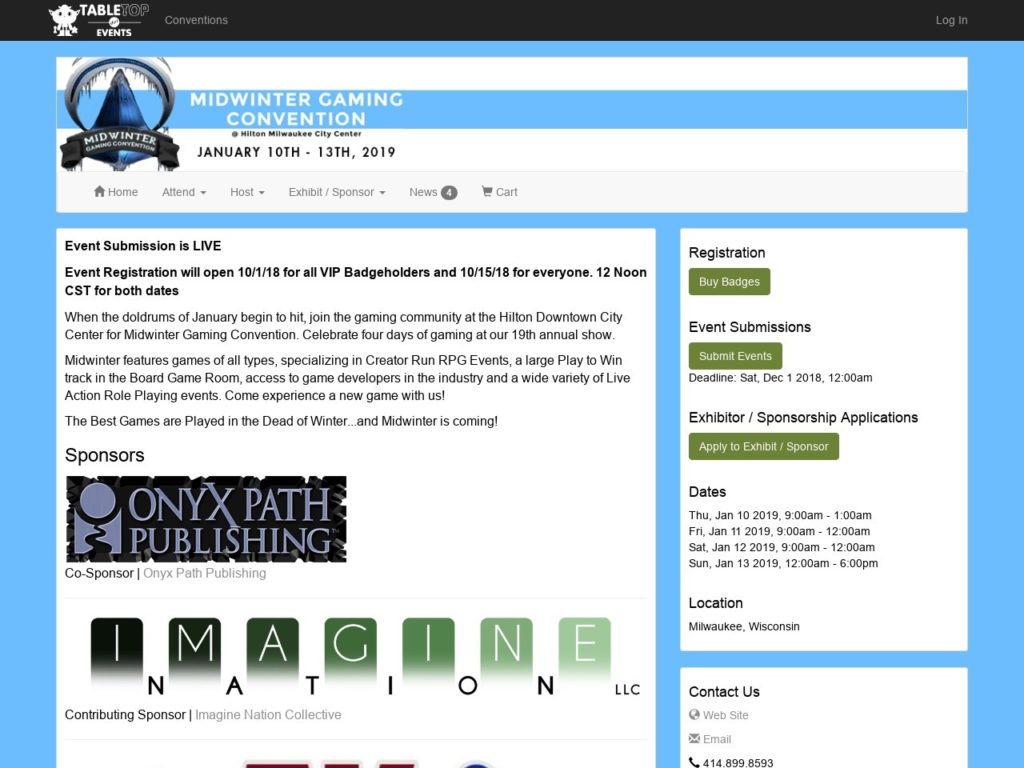 TABLETOP
EVENTS
Conventions
Log In
MIDWINTER
GAMING CONVENTION
MIDWINTER GAMING
CONVENTION
@ Hilton Milwaukee City Center
JANUARY 10TH - 13TH, 2019
Home
Attend
Host
Exhibit / Sponsor
News 4
Cart
Event Submission is LIVE
Event Registration will open 10/1/18 for all VIP Badgeholders and 10/15/18 for everyone. 12 Noon
CST for both dates
When the doldrums of January begin to hit, join the gaming community at the Hilton Downtown City
Center for Midwinter Gaming Convention. Celebrate four days of gaming at our 19th annual show.
Midwinter features games of all types, specializing in Creator Run RPG Events, a large Play to Win
track in the Board Game Room, access to game developers in the industry and a wide variety of Live
Action Role Playing events. Come experience a new game with us!
The Best Games are Played in the Dead of Winter...and Midwinter is coming!
Sponsors
ONYX PATH
PUBLISHING
Co-Sponsor | Onyx Path Publishing
IMAGINE
NATION LLC
Contributing Sponsor | Imagine Nation Collective
Registration
Buy Badges
Event Submissions
Submit Events
Deadline: Sat, Dec 1 2018, 12:00am
Exhibitor / Sponsorship Applications
Apply to Exhibit / Sponsor
Dates
Thu, Jan 10 2019, 9:00am - 1:00am
Fri, Jan 11 2019, 9:00am - 12:00am
Sat, Jan 12 2019, 9:00am - 12:00am
Sun, Jan 13 2019, 12:00am - 6:00pm
Location
Milwaukee, Wisconsin
Contact Us
Web Site
Email
414.899.8593